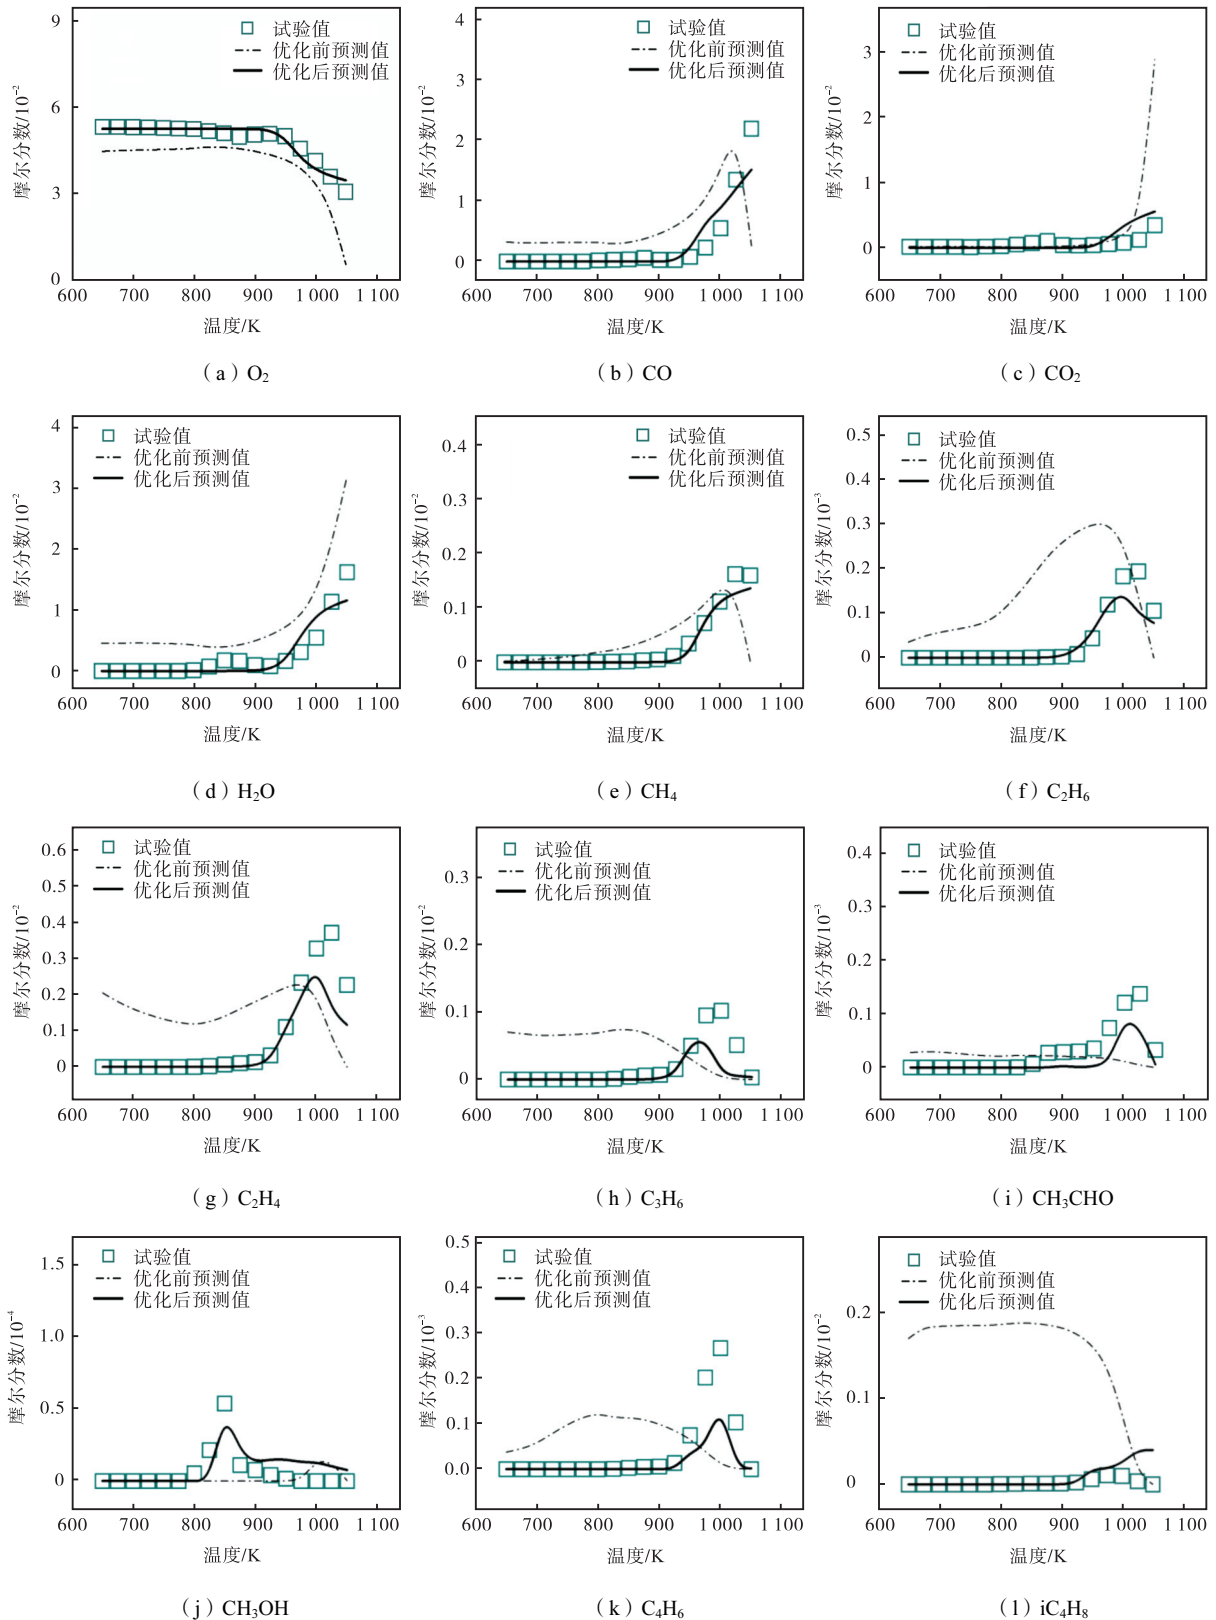 试验值
优化前预测值
优化后预测值
9
6
3
0
摩尔分数/10⁻²
600 700 800 900 1 000 1 100
温度/K
（a）O₂
试验值
优化前预测值
优化后预测值
4
3
2
1
0
摩尔分数/10⁻²
600 700 800 900 1 000 1 100
温度/K
（b）CO
试验值
优化前预测值
优化后预测值
3
2
1
0
摩尔分数/10⁻²
600 700 800 900 1 000 1 100
温度/K
（c）CO₂
试验值
优化前预测值
优化后预测值
4
3
2
1
0
摩尔分数/10⁻²
600 700 800 900 1 000 1 100
温度/K
（d）H₂O
试验值
优化前预测值
优化后预测值
0.4
0.3
0.2
0.1
0
摩尔分数/10⁻²
600 700 800 900 1 000 1 100
温度/K
（e）CH₄
试验值
优化前预测值
优化后预测值
0.5
0.4
0.3
0.2
0.1
0
摩尔分数/10⁻³
600 700 800 900 1 000 1 100
温度/K
（f）C₂H₆
试验值
优化前预测值
优化后预测值
0.6
0.5
0.4
0.3
0.2
0.1
0
摩尔分数/10⁻²
600 700 800 900 1 000 1 100
温度/K
（g）C₂H₄
试验值
优化前预测值
优化后预测值
0.3
0.2
0.1
0
摩尔分数/10⁻²
600 700 800 900 1 000 1 100
温度/K
（h）C₃H₆
试验值
优化前预测值
优化后预测值
0.4
0.3
0.2
0.1
0
摩尔分数/10⁻³
600 700 800 900 1 000 1 100
温度/K
（i）CH₃CHO
试验值
优化前预测值
优化后预测值
1.5
1.0
0.5
0
摩尔分数/10⁻⁴
600 700 800 900 1 000 1 100
温度/K
（j）CH₃OH
试验值
优化前预测值
优化后预测值
0.5
0.4
0.3
0.2
0.1
0.0
摩尔分数/10⁻³
600 700 800 900 1 000 1 100
温度/K
（k）C₄H₆
试验值
优化前预测值
优化后预测值
0.2
0.1
0
摩尔分数/10⁻²
600 700 800 900 1 000 1 100
温度/K
（l）iC₄H₈